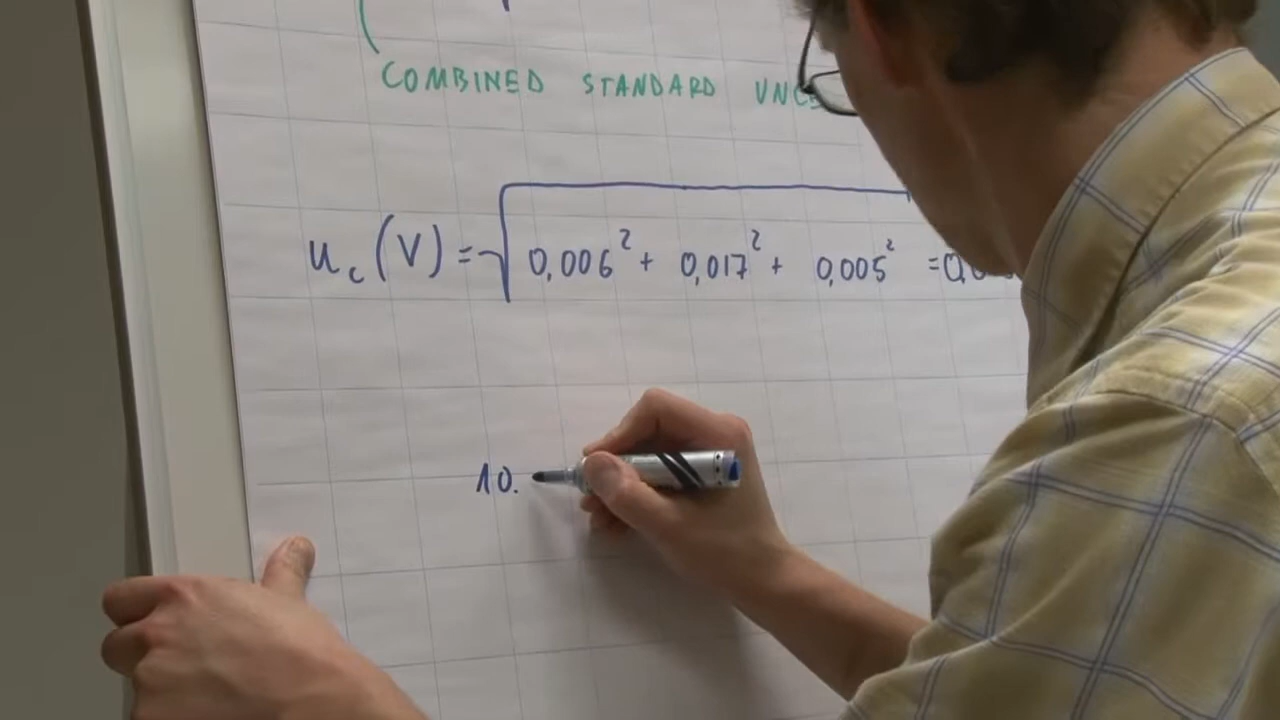 COMBINED STANDARD
u_c (V) = √ 0,006² + 0,017² + 0,005² =
10.